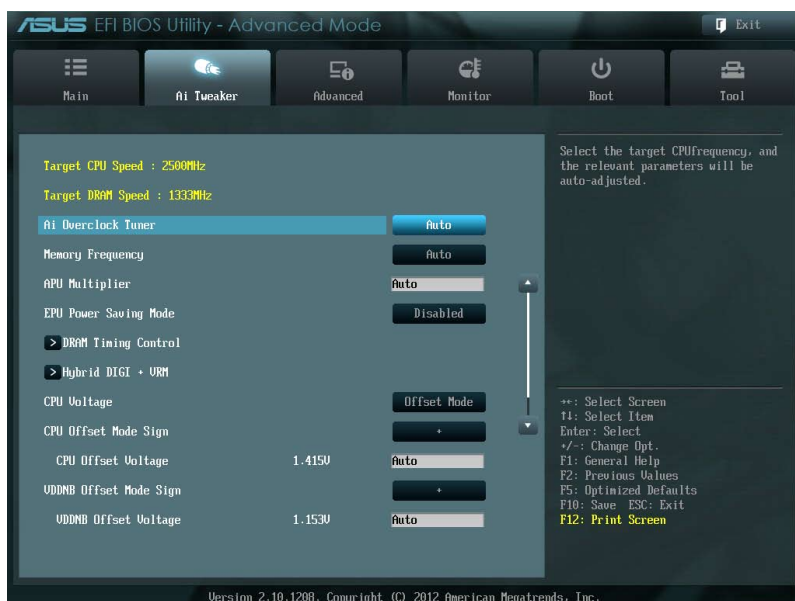 ASUS EFI BIOS Utility - Advanced Mode
Exit
Main
Ai Tweaker
Advanced
Monitor
Boot
Tool
Target CPU Speed : 2500MHz
Target DRAM Speed : 1333MHz
Ai Overclock Tuner Auto
Memory Frequency Auto
APU Multiplier Auto
EPU Power Saving Mode Disabled
> DRAM Timing Control
> Hybrid DIGI + VRM
CPU Voltage Offset Mode
CPU Offset Mode Sign +
CPU Offset Voltage 1.415V Auto
VDDNB Offset Mode Sign +
VDDNB Offset Voltage 1.153V Auto
Select the target CPUfrequency, and
the relevant parameters will be
auto-adjusted.
→←: Select Screen
↑↓: Select Item
Enter: Select
+/-: Change Opt.
F1: General Help
F2: Previous Values
F5: Optimized Defaults
F10: Save ESC: Exit
F12: Print Screen
Version 2.10.1208. Copyright (C) 2012 American Megatrends, Inc.